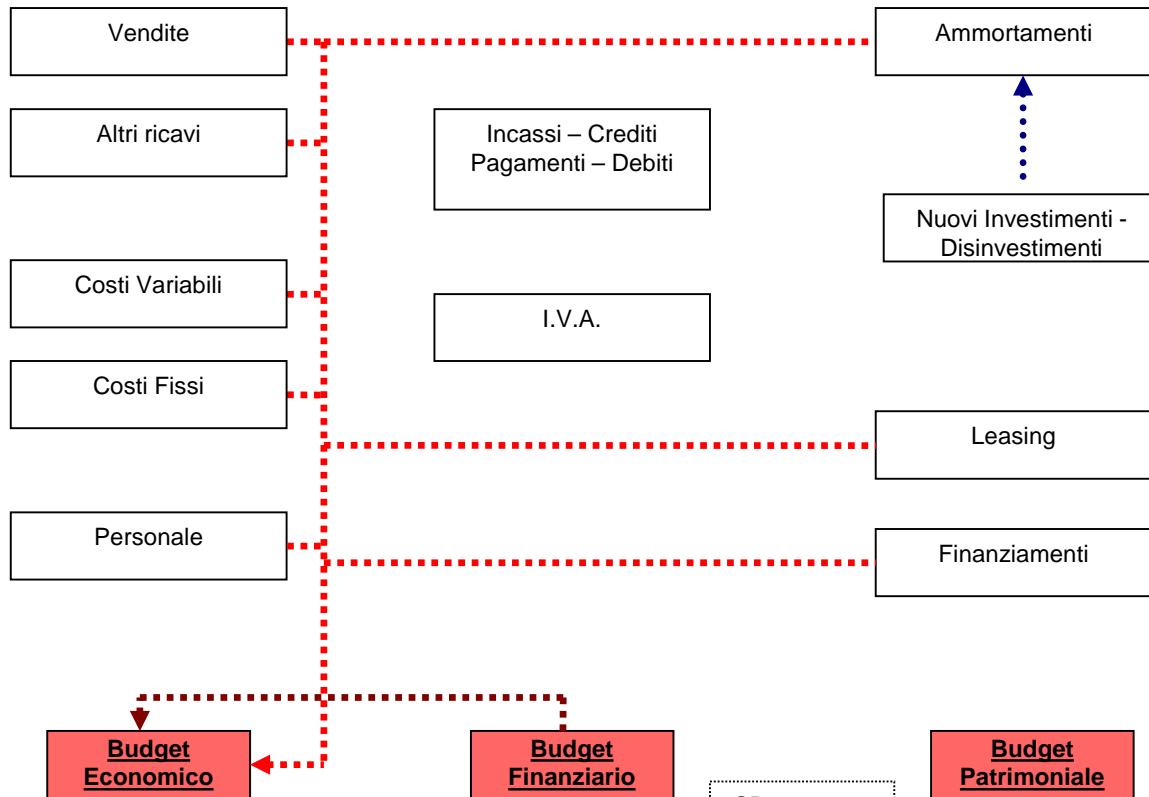 Vendite
Ammortamenti
Altri ricavi
Incassi – Crediti
Pagamenti – Debiti
Nuovi Investimenti -
Disinvestimenti
Costi Variabili
I.V.A.
Costi Fissi
Leasing
Personale
Finanziamenti
Budget
Economico
Budget
Finanziario
Budget
Patrimoniale